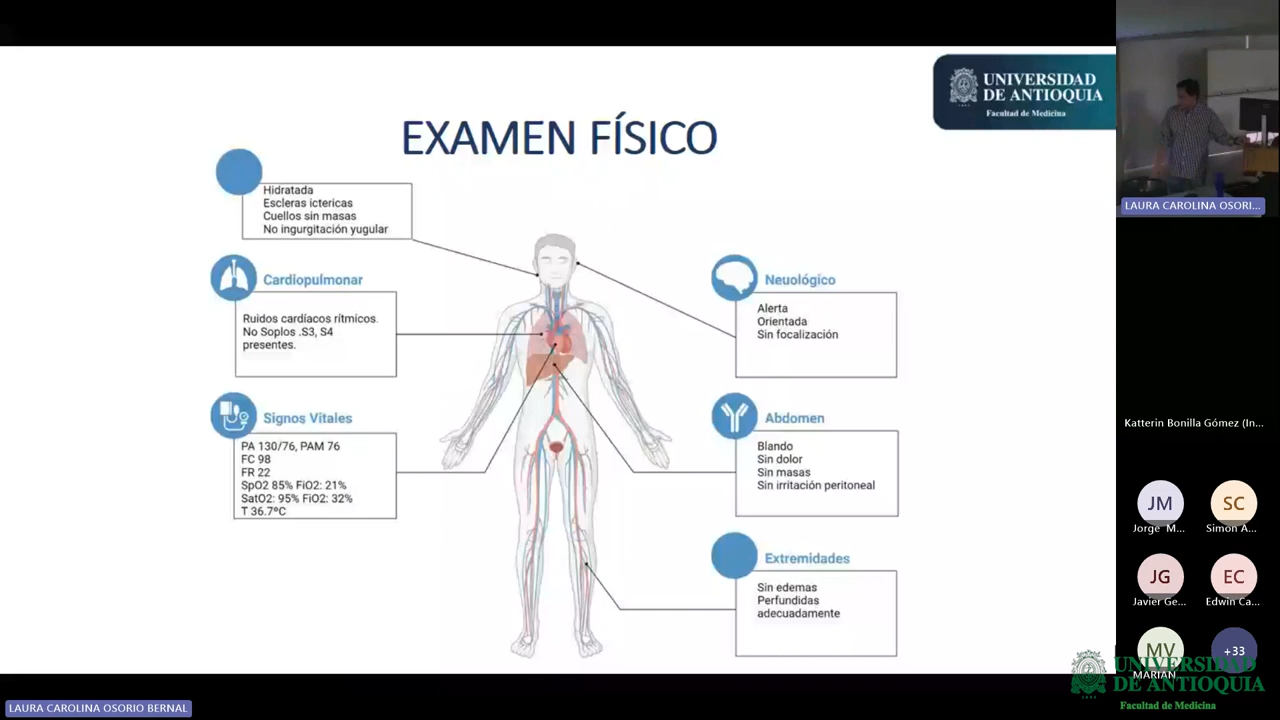 UNIVERSIDAD
DE ANTIOQUIA
Facultad de Medicina
EXAMEN FÍSICO
Hidratada
Escleras ictericas
Cuellos sin masas
No ingurgitación yugular
Cardiopulmonar
Ruidos cardíacos rítmicos.
No Soplos .S3, S4
presentes.
Signos Vitales
PA 130/76, PAM 76
FC 98
FR 22
SpO2 85% FiO2: 21%
SatO2: 95% FiO2: 32%
T 36.7ºC
Neuológico
Alerta
Orientada
Sin focalización
Abdomen
Blando
Sin dolor
Sin masas
Sin irritación peritoneal
Extremidades
Sin edemas
Perfundidas
adecuadamente
LAURA CAROLINA OSORI...
Katterin Bonilla Gómez (In...
JM
Jorge M...
SC
Simon A...
JG
Javier Ge...
EC
Edwin Ca...
MV
MARIAN
+33
UNIVERSIDAD
DE ANTIOQUIA
Facultad de Medicina
LAURA CAROLINA OSORIO BERNAL